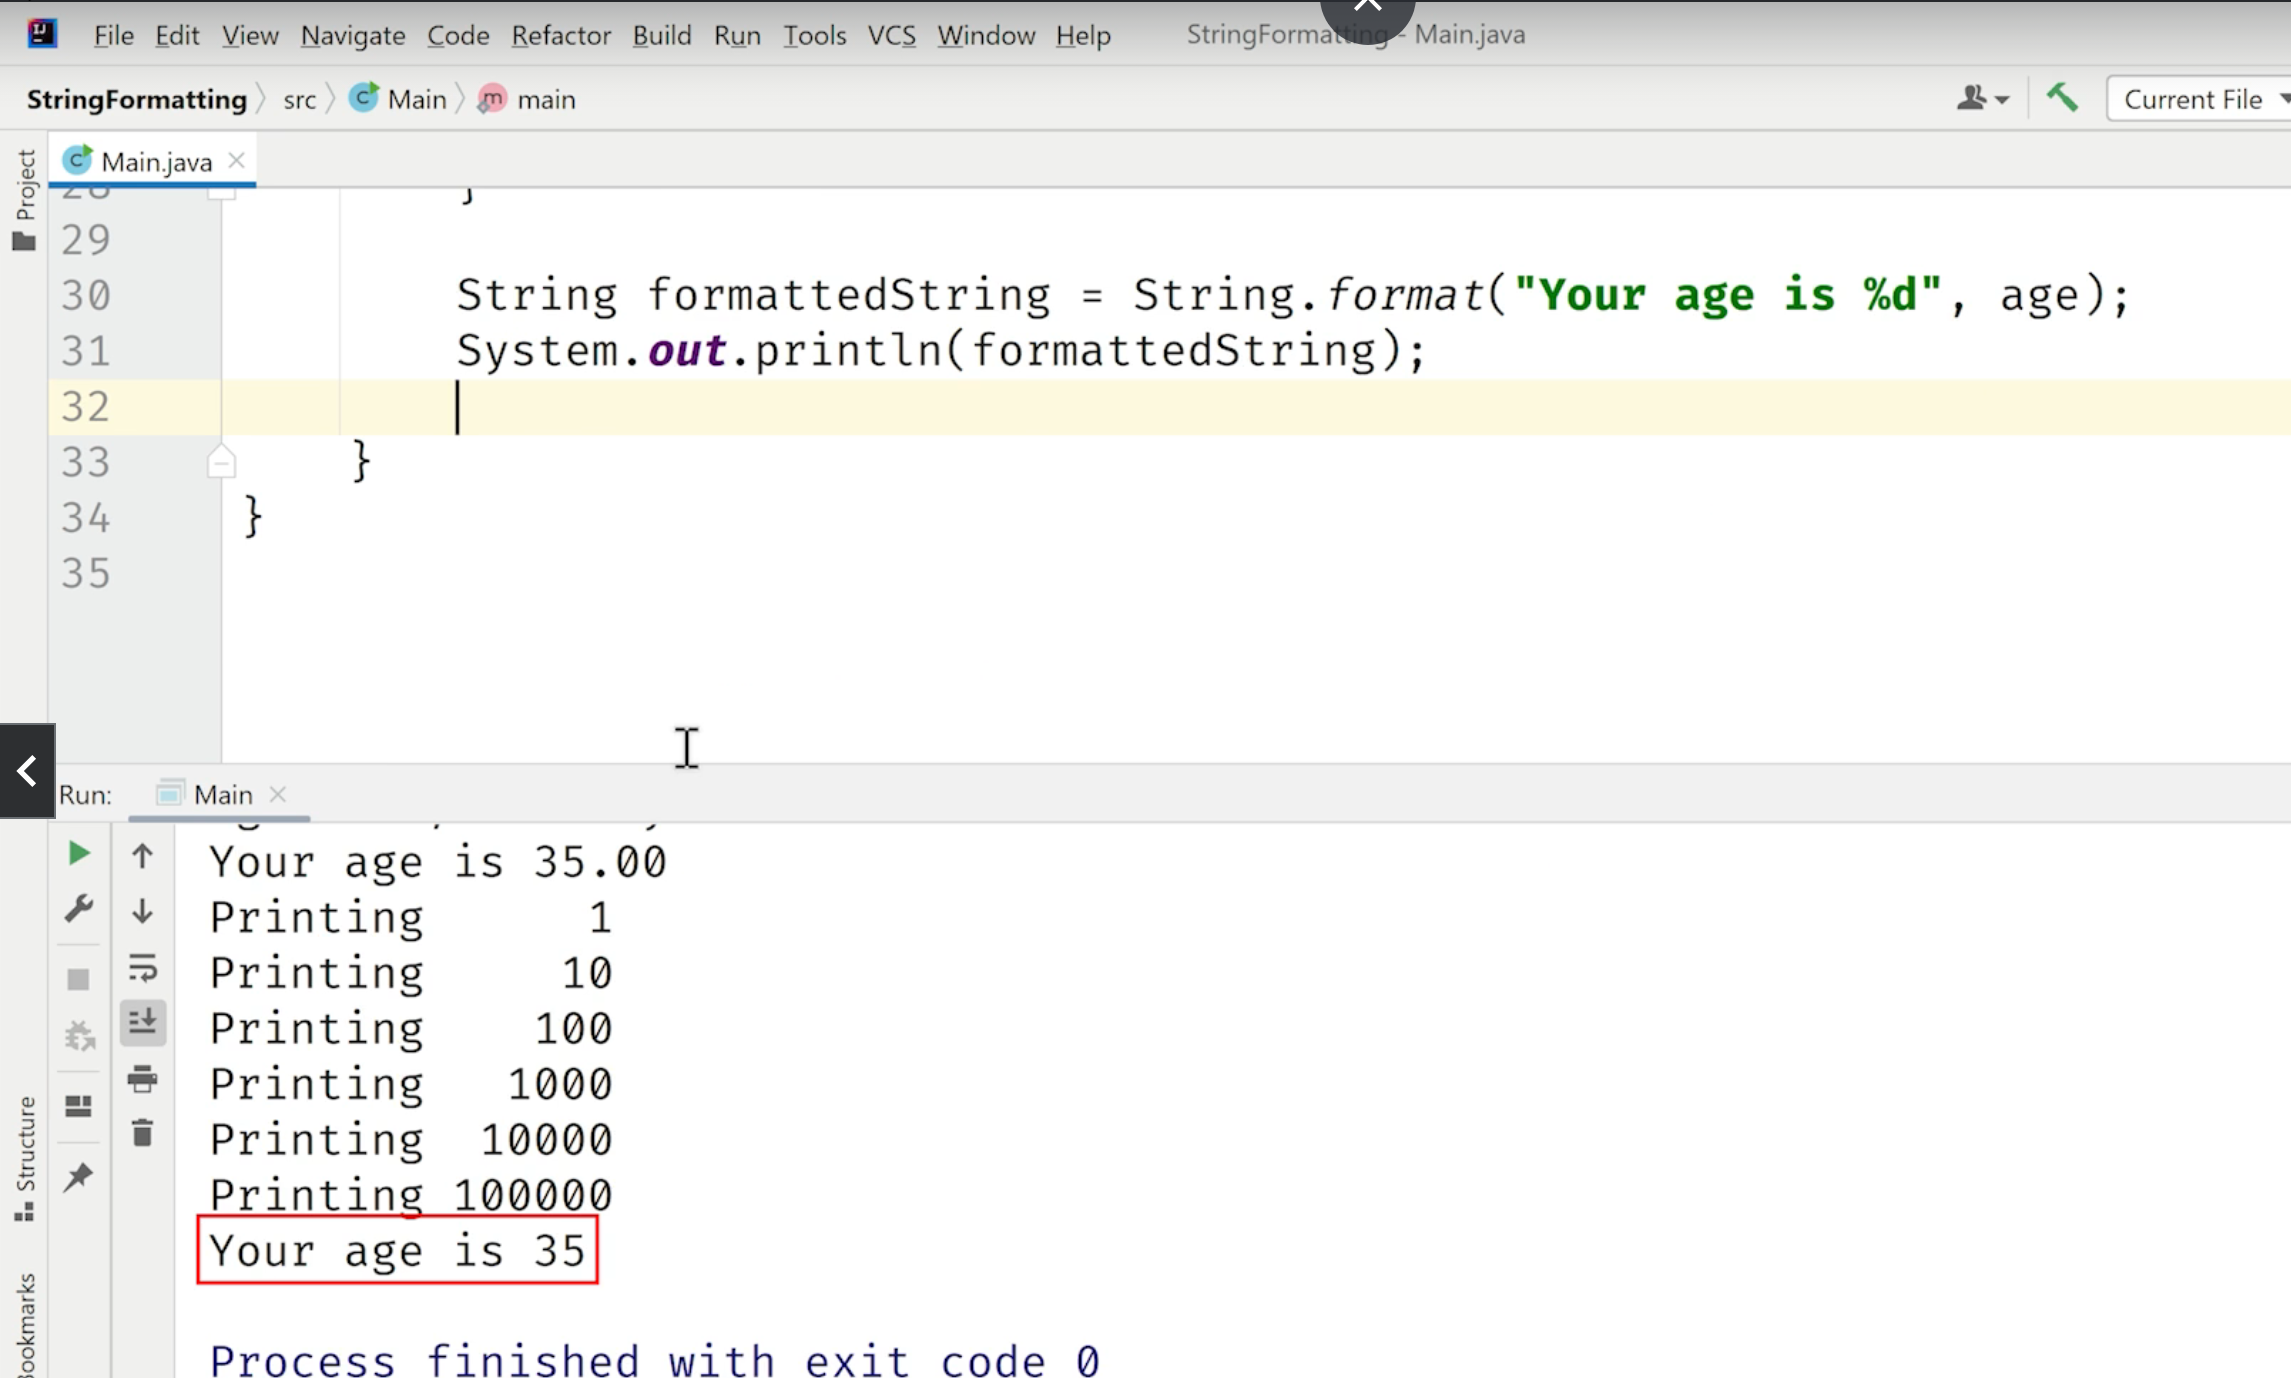 File Edit View Navigate Code Refactor Build Run Tools VCS Window Help StringFormatting - Main.java
StringFormatting src Main main Current File
Project
Main.java
28 }
29
30 String formattedString = String.format("Your age is %d", age);
31 System.out.println(formattedString);
32
33 }
34 }
35
Run: Main
Your age is 35.00
Printing      1
Printing     10
Printing    100
Printing   1000
Printing  10000
Printing 100000
Your age is 35
Process finished with exit code 0
Structure
Bookmarks